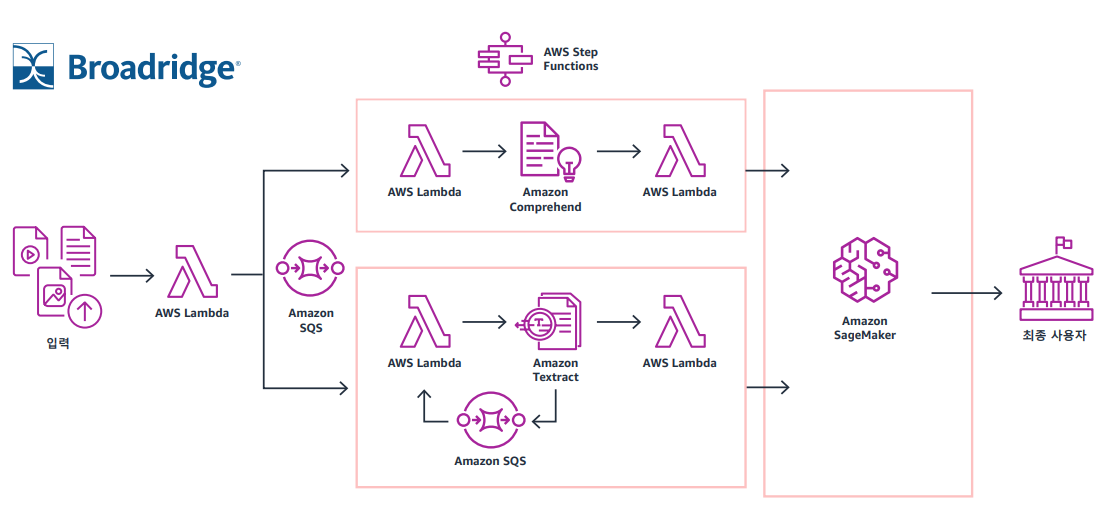 Broadridge®
AWS Step
Functions
AWS Lambda
Amazon
Comprehend
AWS Lambda
입력
AWS Lambda
Amazon
SQS
AWS Lambda
Amazon
Textract
AWS Lambda
Amazon SQS
Amazon
SageMaker
최종 사용자